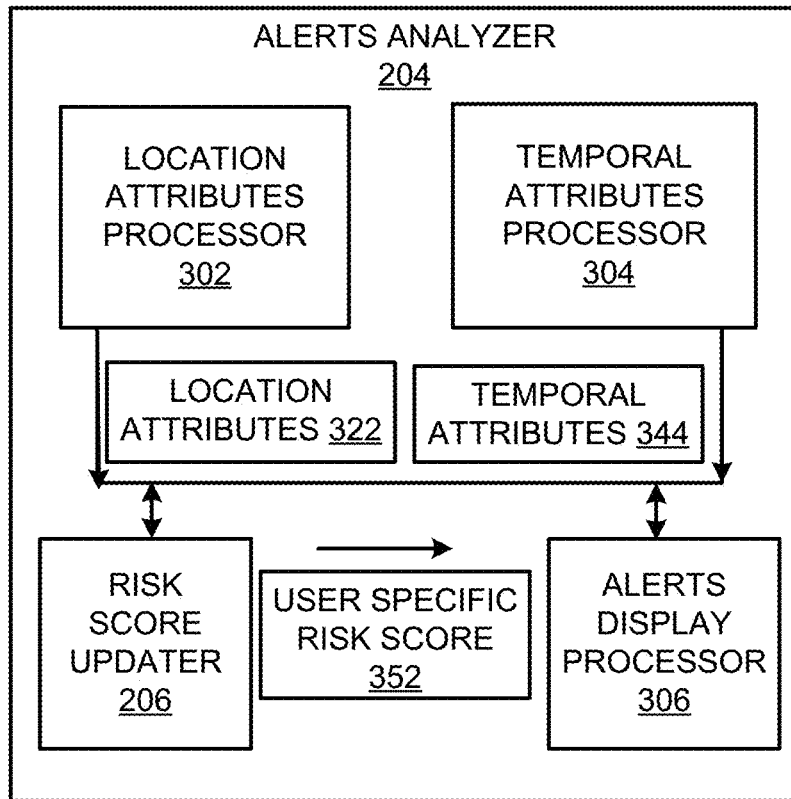 ALERTS ANALYZER
204
LOCATION
ATTRIBUTES
PROCESSOR
302
TEMPORAL
ATTRIBUTES
PROCESSOR
304
LOCATION
ATTRIBUTES 322
TEMPORAL
ATTRIBUTES 344
RISK
SCORE
UPDATER
206
USER SPECIFIC
RISK SCORE
352
ALERTS
DISPLAY
PROCESSOR
306